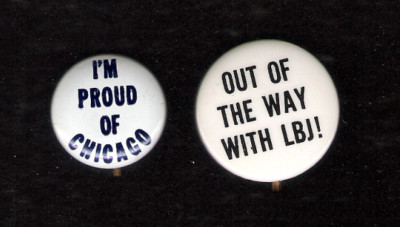 I'M
PROUD
OF
CHICAGO
OUT OF
THE WAY
WITH LBJ!